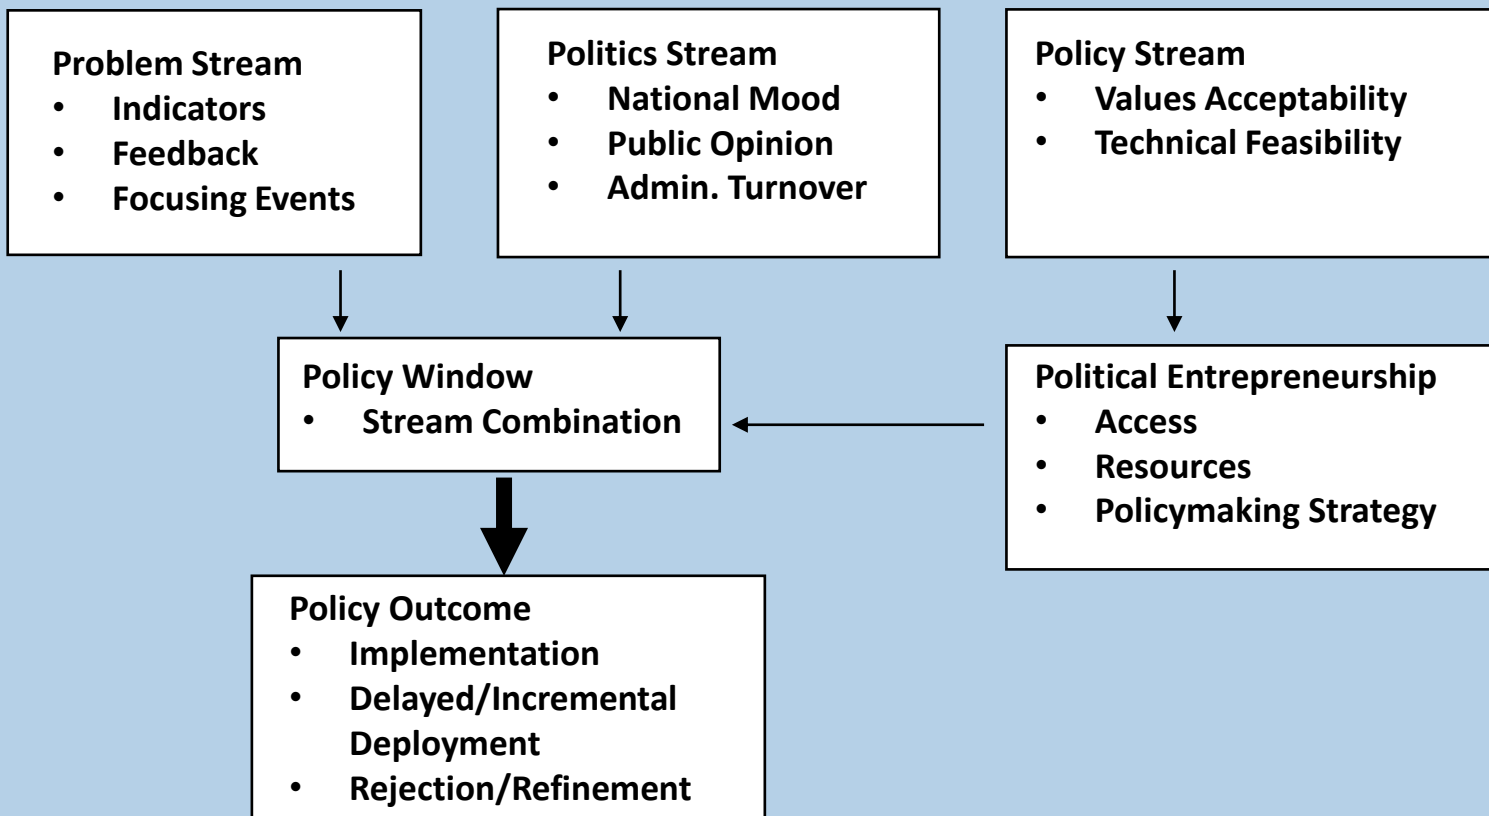 Problem Stream
• Indicators
• Feedback
• Focusing Events
Politics Stream
• National Mood
• Public Opinion
• Admin. Turnover
Policy Stream
• Values Acceptability
• Technical Feasibility
Policy Window
• Stream Combination
Political Entrepreneurship
• Access
• Resources
• Policymaking Strategy
Policy Outcome
• Implementation
• Delayed/Incremental
Deployment
• Rejection/Refinement